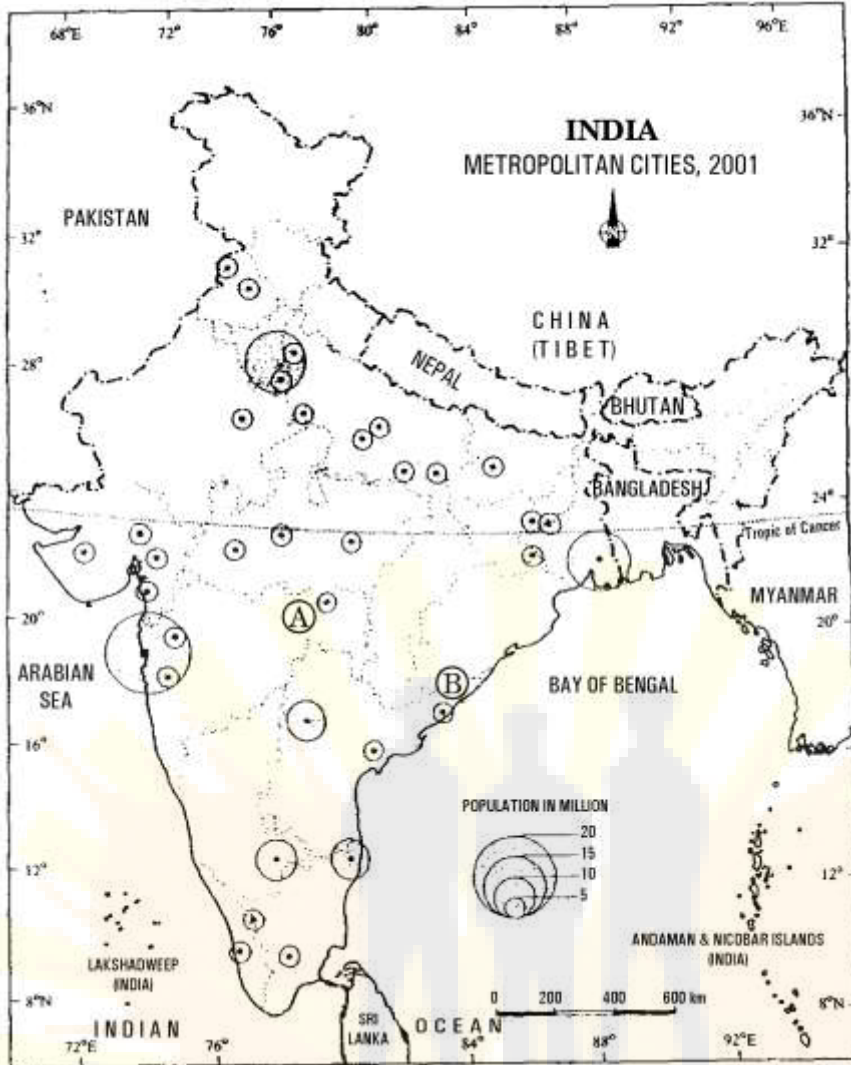 68°E 72° 76° 80° 84° 88° 92° 96°E
36°N 36°N
INDIA
METROPOLITAN CITIES, 2001
N
PAKISTAN
32° 32°
CHINA
(TIBET)
28°
NEPAL
BHUTAN
BANGLADESH
24°
Tropic of Cancer
MYANMAR
20° 20°
A
ARABIAN
SEA
B
BAY OF BENGAL
16°
POPULATION IN MILLION
20
15
10
5
12° 12°
LAKSHADWEEP
(INDIA)
ANDAMAN & NICOBAR ISLANDS
(INDIA)
0 200 400 600 km
8°N 8°N
INDIAN
SRI
LANKA
OCEAN
72°E 76° 80° 88° 92°E